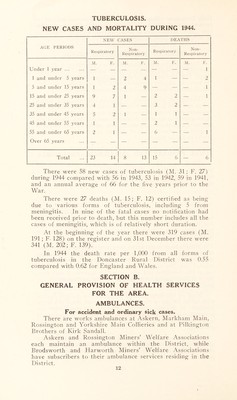 TUBERCULOSIS.
NEW CASES AND MORTALITY DURING 1944.
NEW CASES DEATHS
AGE PERIODS Respiratory Non-Respiratory Respiratory Non-Respiratory
M. F. M. F. M. F. M. F.
Under 1 year ... — — — — — — — 1
1 and under 5 years 1 — 2 4 1 — — 2
5 and under 15 years 1 2 4 9 — — — —
15 and under 25 years 9 2 1 — 2 2 — 3
25 and under 35 years 4 1 — — 3 2 — —
35 and under 45 years 5 2 1 — 1 1 — —
45 and under 55 years 1 — — — 2 1 — —
55 and under 65 years 2 1 — — 6 — — 1
Over 65 years
Total ... 23 14 8 13 15 6 — 6
There were 58 new cases of tuberculosis (M. 31; F. 27)
during 1944 compared with 56 in 1943, 53 in 1942, 59 in 1941,
and an annual average of 66 for the five years prior to the
War.
There were 27 deaths (M. 15; F. 12) certified as being
due to various forms of tuberculosis, including 5 from
meningitis. In nine of the fatal cases no notification had
been received prior to death, but this number includes all the
cases of meningitis, which is of relatively short duration.
At the beginning of the year there were 319 cases (M.
191; F. 128) on the register and on 31st December there were
341 (M. 202; F. 139).
In 1944 the death rate per 1,000 from all forms of
tuberculosis in the Doncaster Rural District was 0.53
compared with 0.62 for England and Wales.
SECTION B.
GENERAL PROVISION OF HEALTH SERVICES
FOR THE AREA.
AMBULANCES.
For accident and ordinary sick cases.
There are works ambulances at Askern, Markham Main,
Rossington and Yorkshire Main Collieries and at Pilkington
Brothers of Kirk Sandall.
Askern and Rossington Miners' Welfare Associations
each maintain an ambulance within the District, while
Brodsworth and Harworth Miners' Welfare Associations
have subscribers to their ambulance services residing in the
District.
12